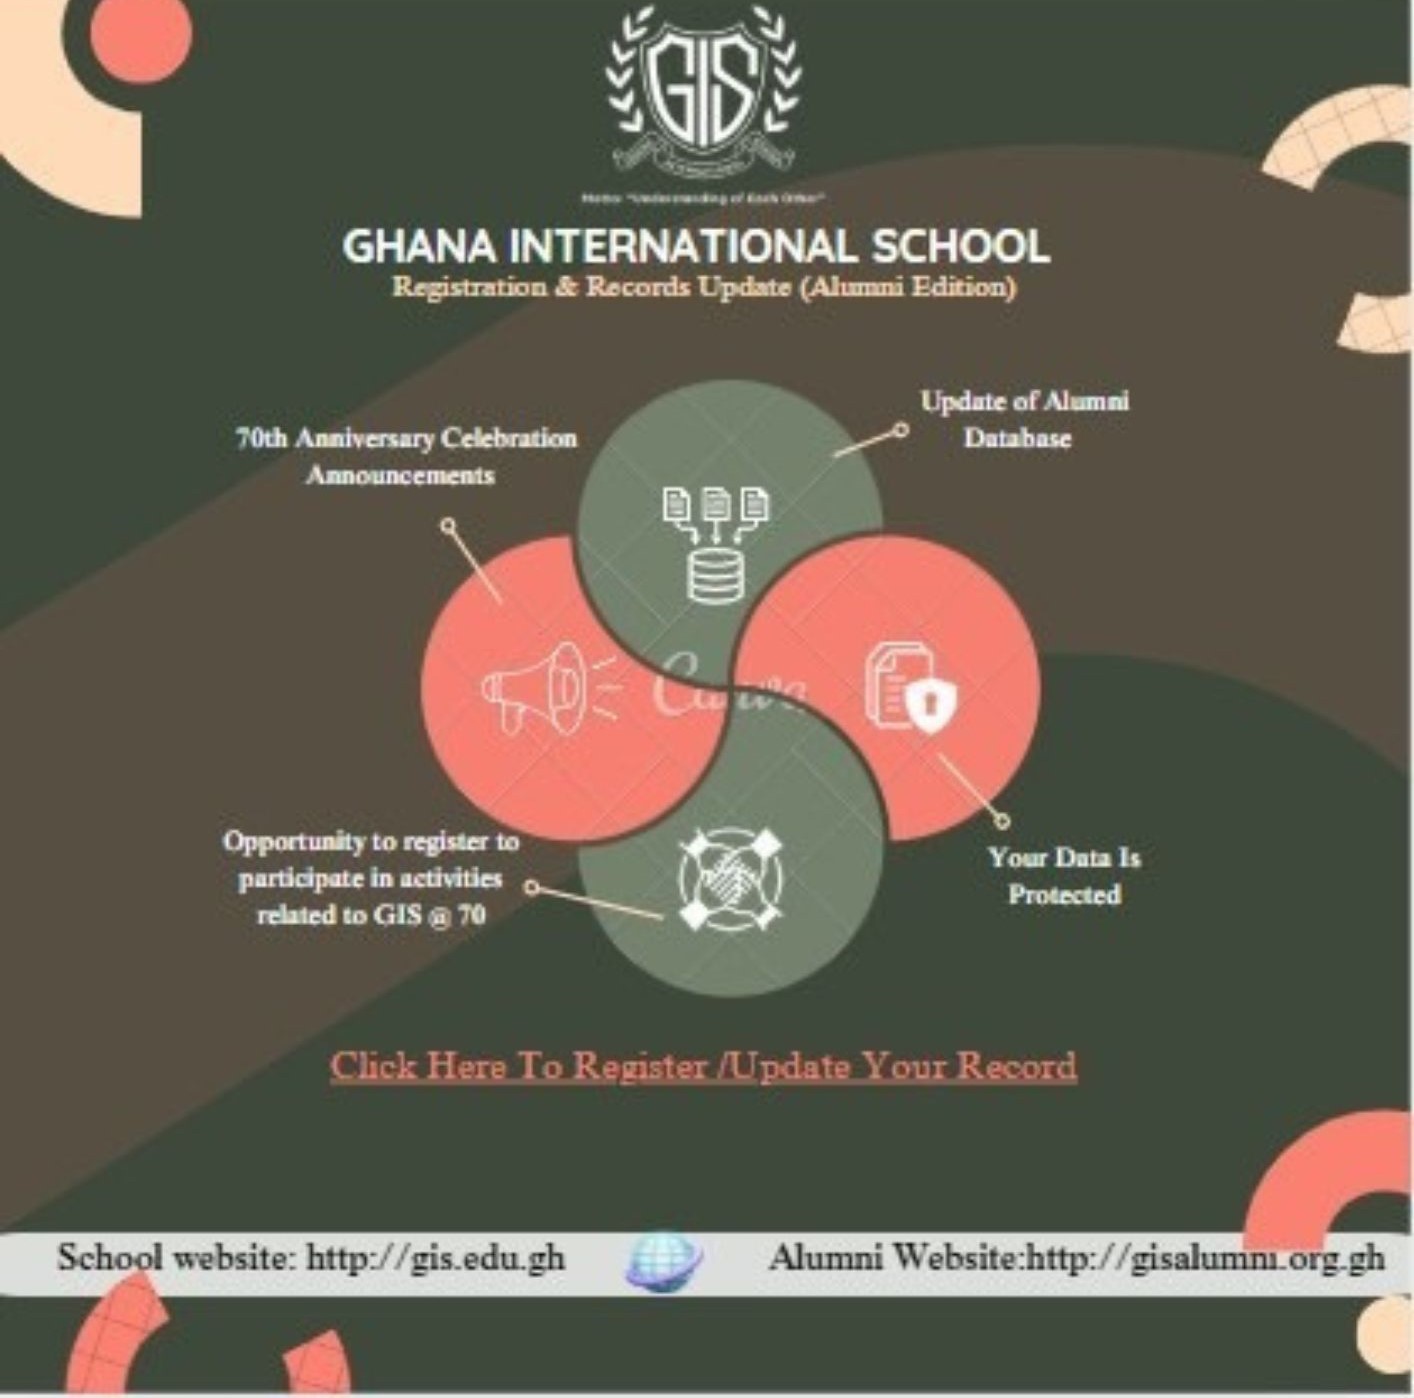 GIS
Motto: "Understanding of Each Other"
GHANA INTERNATIONAL SCHOOL
Registration & Records Update (Alumni Edition)
70th Anniversary Celebration
Announcements
Update of Alumni
Database
Canva
Opportunity to register to
participate in activities
related to GIS @ 70
Your Data Is
Protected
Click Here To Register /Update Your Record
School website: http://gis.edu.gh
Alumni Website:http://gisalumni.org.gh